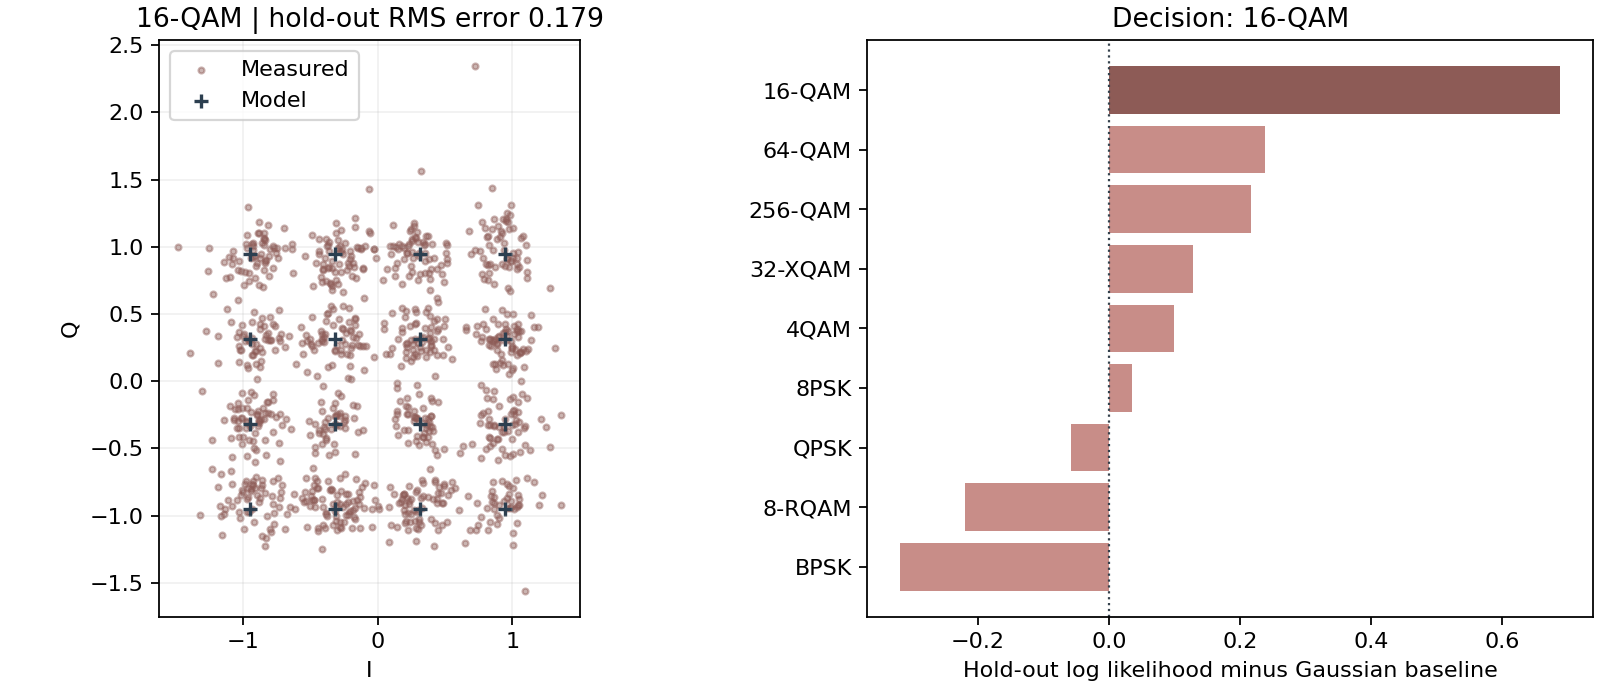 16-QAM | hold-out RMS error 0.179
Measured
Model
2.5
2.0
1.5
1.0
0.5
0.0
−0.5
−1.0
−1.5
Q
−1
0
1
I
Decision: 16-QAM
16-QAM
64-QAM
256-QAM
32-XQAM
4QAM
8PSK
QPSK
8-RQAM
BPSK
−0.2
0.0
0.2
0.4
0.6
Hold-out log likelihood minus Gaussian baseline